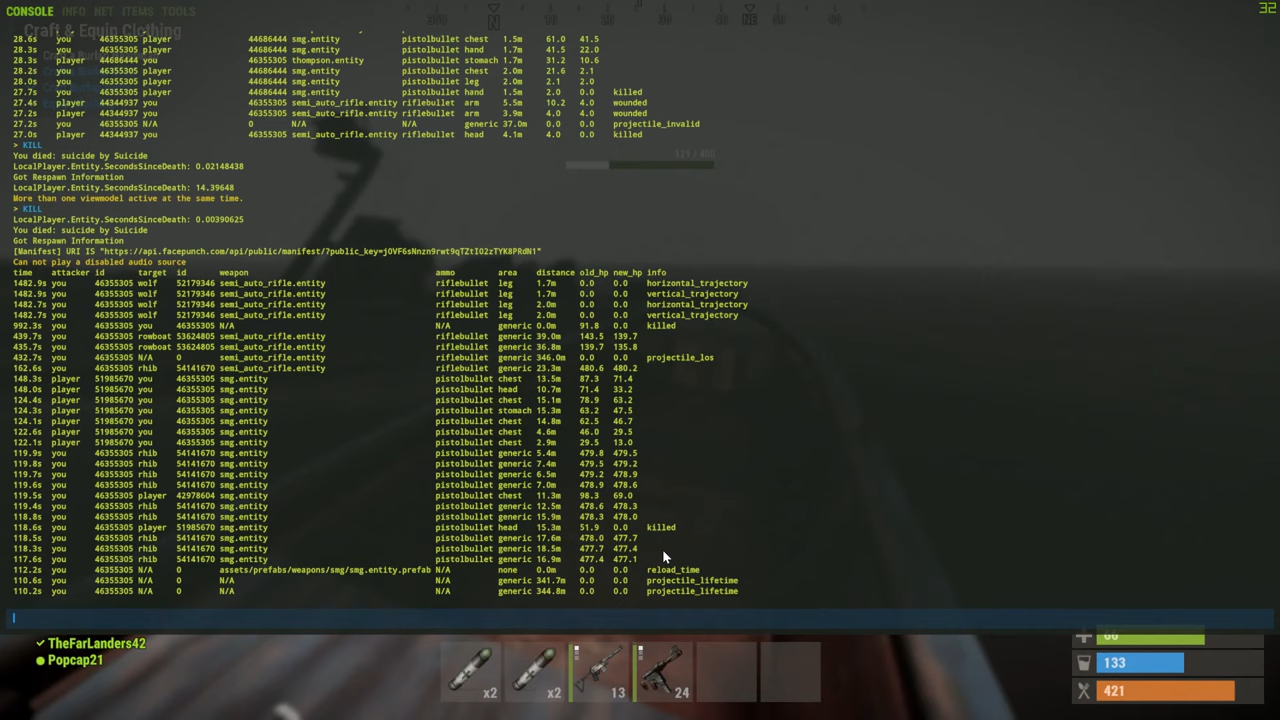 CONSOLE INFO NET ITEMS TOOLS
32
Craft & Equip Clothing
N
NE
28.6s you 46355305 player 44686444 smg.entity pistolbullet chest 1.5m 61.0 41.5
28.3s you 46355305 player 44686444 smg.entity pistolbullet hand 1.7m 41.5 22.0
28.3s player 44686444 you 46355305 thompson.entity pistolbullet stomach 1.7m 31.2 10.6
28.2s you 46355305 player 44686444 smg.entity pistolbullet chest 2.0m 21.6 2.1
28.0s you 46355305 player 44686444 smg.entity pistolbullet leg 2.0m 2.1 2.0
27.7s you 46355305 player 44686444 smg.entity pistolbullet hand 1.5m 2.0 0.0 killed
27.4s player 44344937 you 46355305 semi_auto_rifle.entity riflebullet arm 5.5m 10.2 4.0 wounded
27.2s player 44344937 you 46355305 semi_auto_rifle.entity riflebullet arm 3.9m 4.0 4.0 wounded
27.2s you 46355305 N/A 0 N/A N/A generic 37.0m 0.0 0.0 projectile_invalid
27.0s player 44344937 you 46355305 semi_auto_rifle.entity riflebullet head 4.1m 4.0 0.0 killed
> KILL
You died: suicide by Suicide
129 / 400
LocalPlayer.Entity.SecondsSinceDeath: 0.02148438
Got Respawn Information
LocalPlayer.Entity.SecondsSinceDeath: 14.39648
More than one viewmodel active at the same time.
> KILL
LocalPlayer.Entity.SecondsSinceDeath: 0.00390625
You died: suicide by Suicide
Got Respawn Information
[Manifest] URI IS "https://api.facepunch.com/api/public/manifest/?public_key=j0VF6sNnzn9rwt9qTZtIO2zTYK8PRdN1"
Can not play a disabled audio source
time attacker id target id weapon ammo area distance old_hp new_hp info
1482.9s you 46355305 wolf 52179346 semi_auto_rifle.entity riflebullet leg 1.7m 0.0 0.0 horizontal_trajectory
1482.9s you 46355305 wolf 52179346 semi_auto_rifle.entity riflebullet leg 1.7m 0.0 0.0 vertical_trajectory
1482.7s you 46355305 wolf 52179346 semi_auto_rifle.entity riflebullet leg 2.0m 0.0 0.0 horizontal_trajectory
1482.7s you 46355305 wolf 52179346 semi_auto_rifle.entity riflebullet leg 2.0m 0.0 0.0 vertical_trajectory
992.3s you 46355305 you 46355305 N/A N/A generic 0.0m 91.8 0.0 killed
439.7s you 46355305 rowboat 53624805 semi_auto_rifle.entity riflebullet generic 39.0m 143.5 139.7
435.7s you 46355305 rowboat 53624805 semi_auto_rifle.entity riflebullet generic 36.8m 139.7 135.8
432.7s you 46355305 N/A 0 semi_auto_rifle.entity riflebullet generic 346.0m 0.0 0.0 projectile_los
162.6s you 46355305 rhib 54141670 semi_auto_rifle.entity riflebullet generic 23.3m 480.6 480.2
148.3s player 51985670 you 46355305 smg.entity pistolbullet chest 13.5m 87.3 71.4
148.0s player 51985670 you 46355305 smg.entity pistolbullet head 10.7m 71.4 33.2
124.4s player 51985670 you 46355305 smg.entity pistolbullet chest 15.1m 78.9 63.2
124.3s player 51985670 you 46355305 smg.entity pistolbullet stomach 15.3m 63.2 47.5
124.1s player 51985670 you 46355305 smg.entity pistolbullet chest 14.8m 62.5 46.7
122.6s player 51985670 you 46355305 smg.entity pistolbullet chest 4.6m 46.0 29.5
122.1s player 51985670 you 46355305 smg.entity pistolbullet chest 2.9m 29.5 13.0
119.9s you 46355305 rhib 54141670 smg.entity pistolbullet generic 5.4m 479.8 479.5
119.8s you 46355305 rhib 54141670 smg.entity pistolbullet generic 7.4m 479.5 479.2
119.7s you 46355305 rhib 54141670 smg.entity pistolbullet generic 6.5m 479.2 478.9
119.6s you 46355305 rhib 54141670 smg.entity pistolbullet generic 7.0m 478.9 478.6
119.5s you 46355305 player 42978604 smg.entity pistolbullet chest 11.3m 98.3 69.0
119.4s you 46355305 rhib 54141670 smg.entity pistolbullet generic 12.5m 478.6 478.3
118.8s you 46355305 rhib 54141670 smg.entity pistolbullet generic 15.9m 478.3 478.0
118.6s you 46355305 player 51985670 smg.entity pistolbullet head 15.3m 51.9 0.0 killed
118.5s you 46355305 rhib 54141670 smg.entity pistolbullet generic 17.6m 478.0 477.7
118.3s you 46355305 rhib 54141670 smg.entity pistolbullet generic 18.5m 477.7 477.4
117.6s you 46355305 rhib 54141670 smg.entity pistolbullet generic 16.9m 477.4 477.1
112.2s you 46355305 N/A 0 assets/prefabs/weapons/smg/smg.entity.prefab N/A none 0.0m 0.0 0.0 reload_time
110.6s you 46355305 N/A 0 N/A N/A generic 341.7m 0.0 0.0 projectile_lifetime
110.2s you 46355305 N/A 0 N/A N/A generic 344.8m 0.0 0.0 projectile_lifetime
TheFarLanders42
Popcap21
x2
x2
13
24
133
421